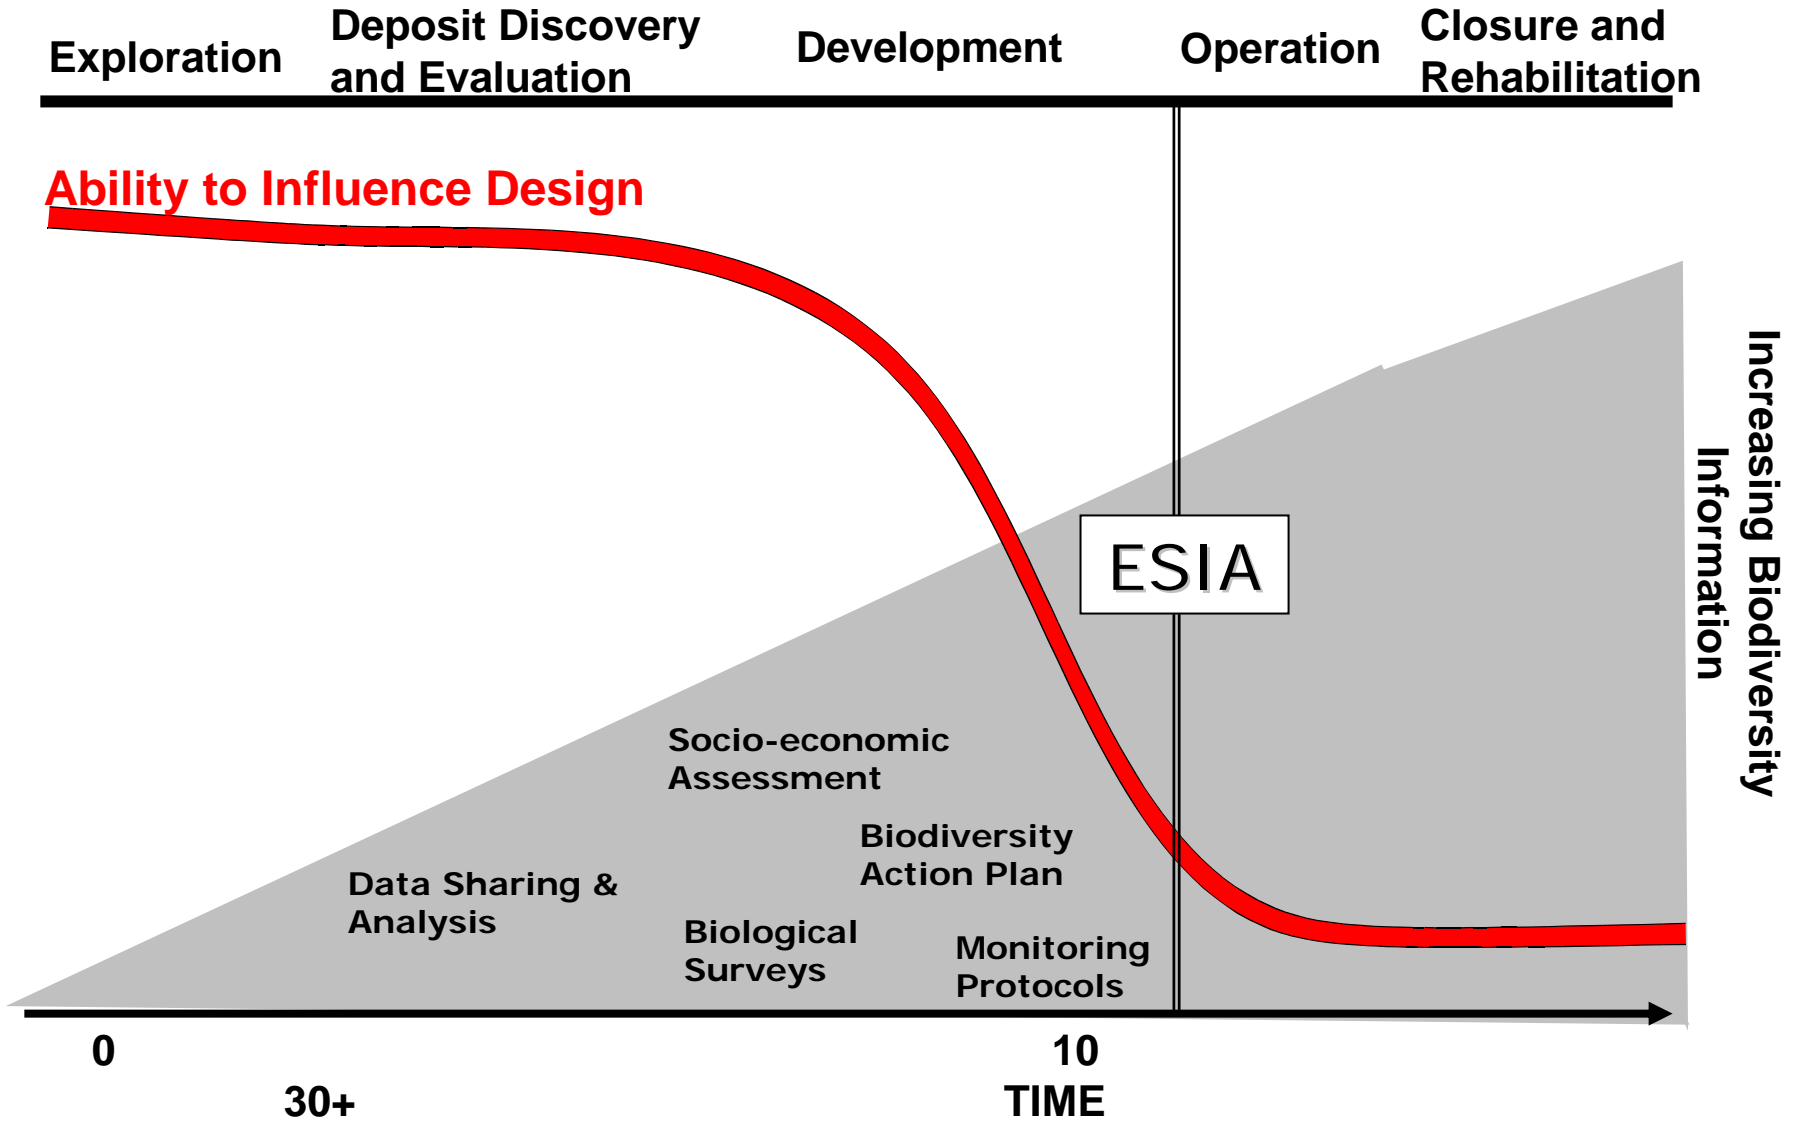 Exploration
Deposit Discovery
and Evaluation
Development
Operation
Closure and
Rehabilitation
Ability to Influence Design
Increasing Biodiversity
Information
ESIA
Socio-economic
Assessment
Biodiversity
Action Plan
Data Sharing &
Analysis
Biological
Surveys
Monitoring
Protocols
0
10
30+
TIME